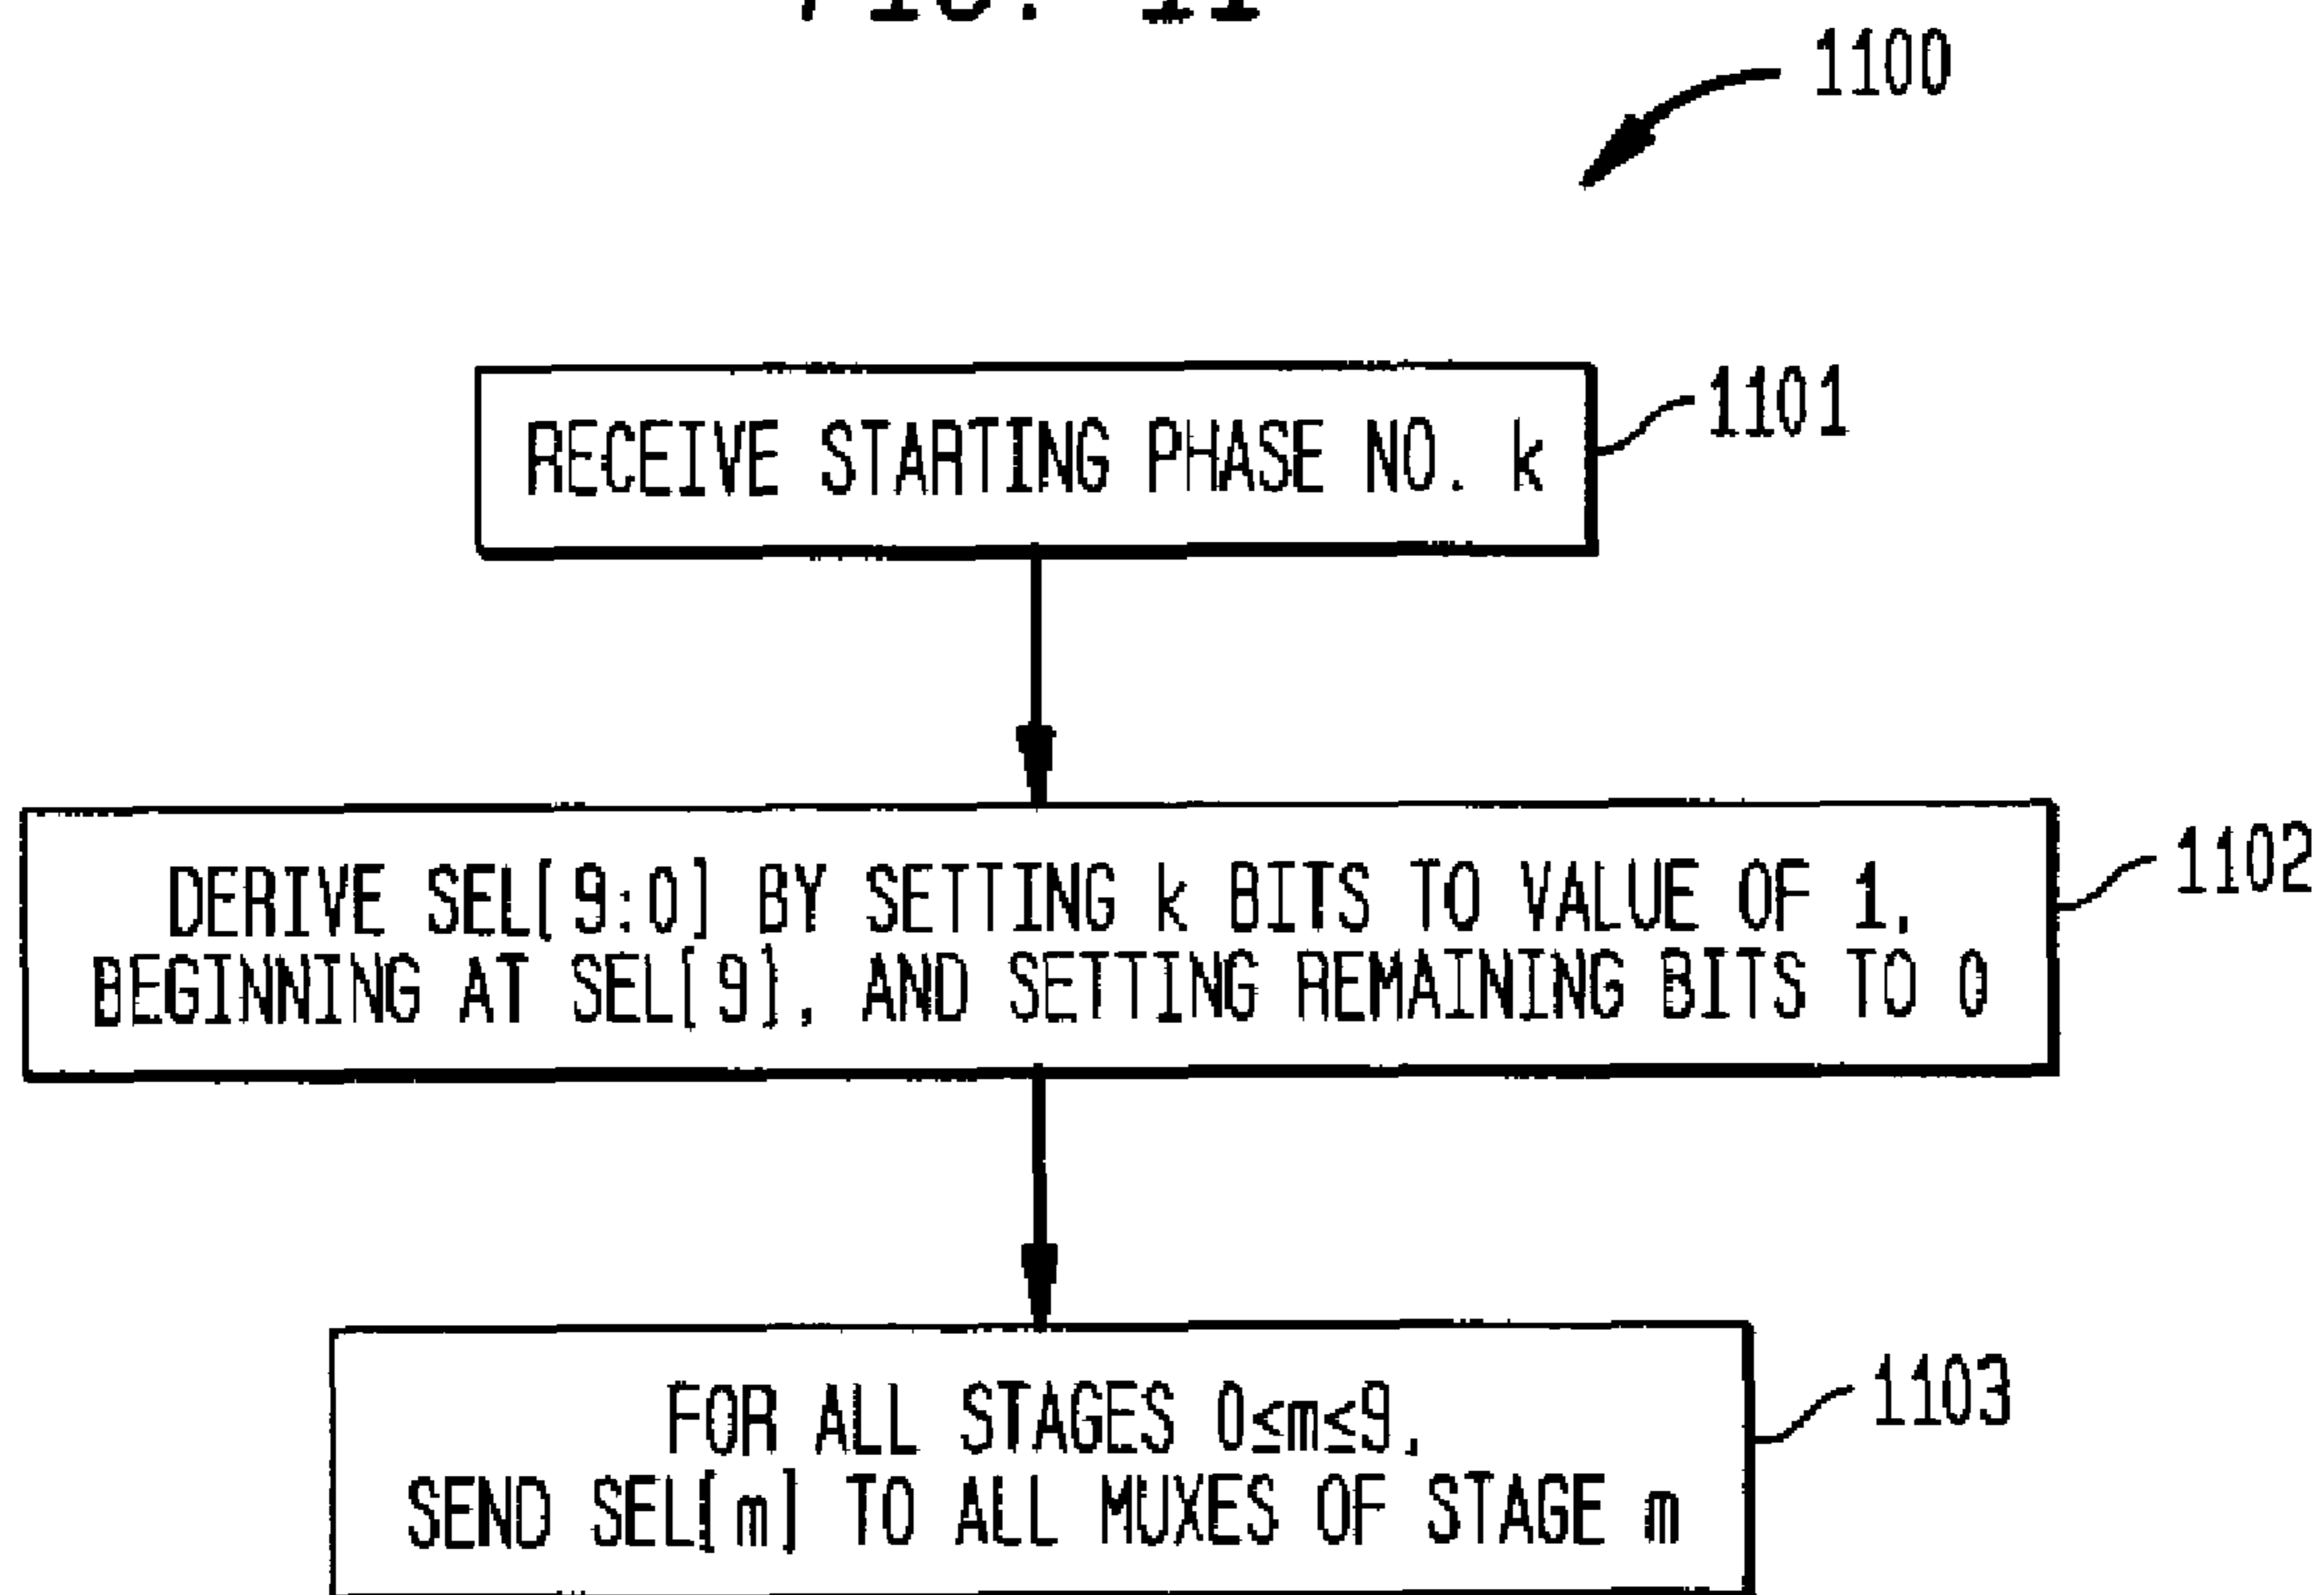 FIG. 11
1100
RECEIVE STARTING PHASE NO. k
1101
DERIVE SEL[9:0] BY SETTING k BITS TO VALUE OF 1,
BEGINNING AT SEL[9], AND SETTING REMAINING BITS TO 0
1102
FOR ALL STAGES 0≤m≤9,
SEND SEL[m] TO ALL MUXES OF STAGE m
1103